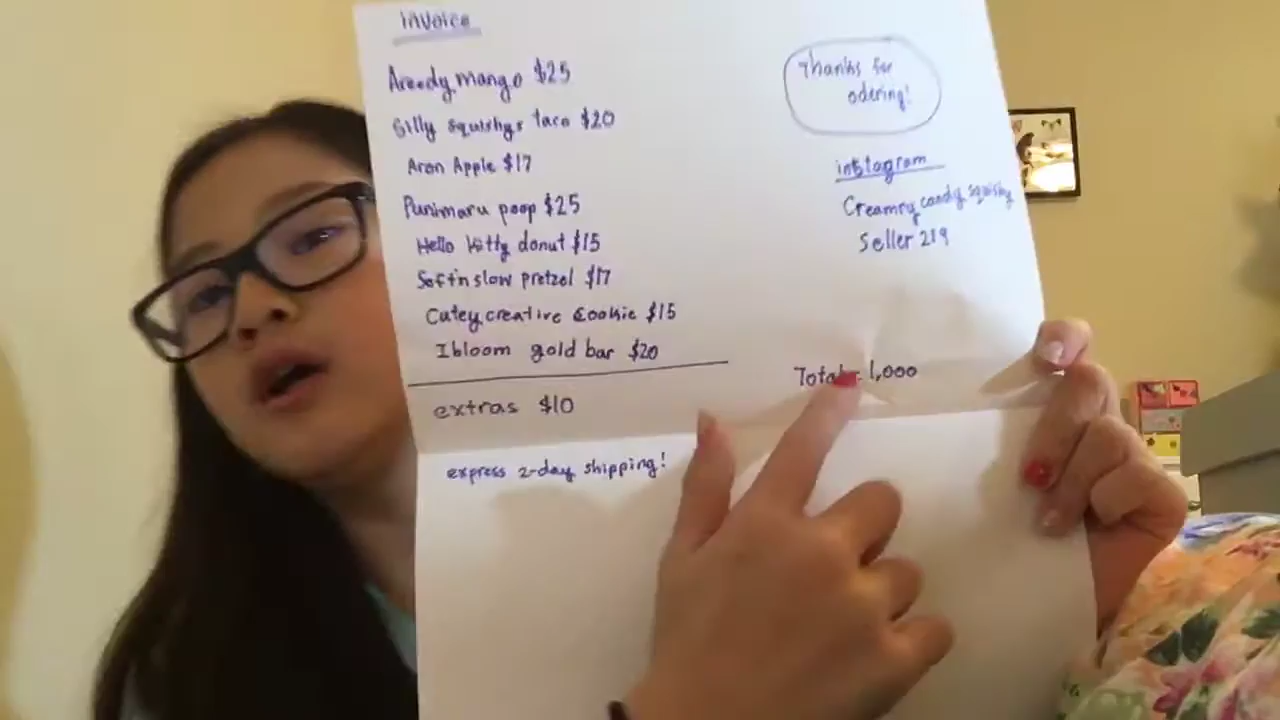 invoice
Areedy mango $25
Silly squishys taco $20
Aron Apple $17
Punimaru poop $25
Hello kitty donut $15
Soft'n slow pretzel $17
Cutey creative Cookie $15
Ibloom gold bar $20
extras $10
express 2-day shipping!
Thanks for
odering!
instagram
Creamry candy squishy
Seller 219
Total: 1,000